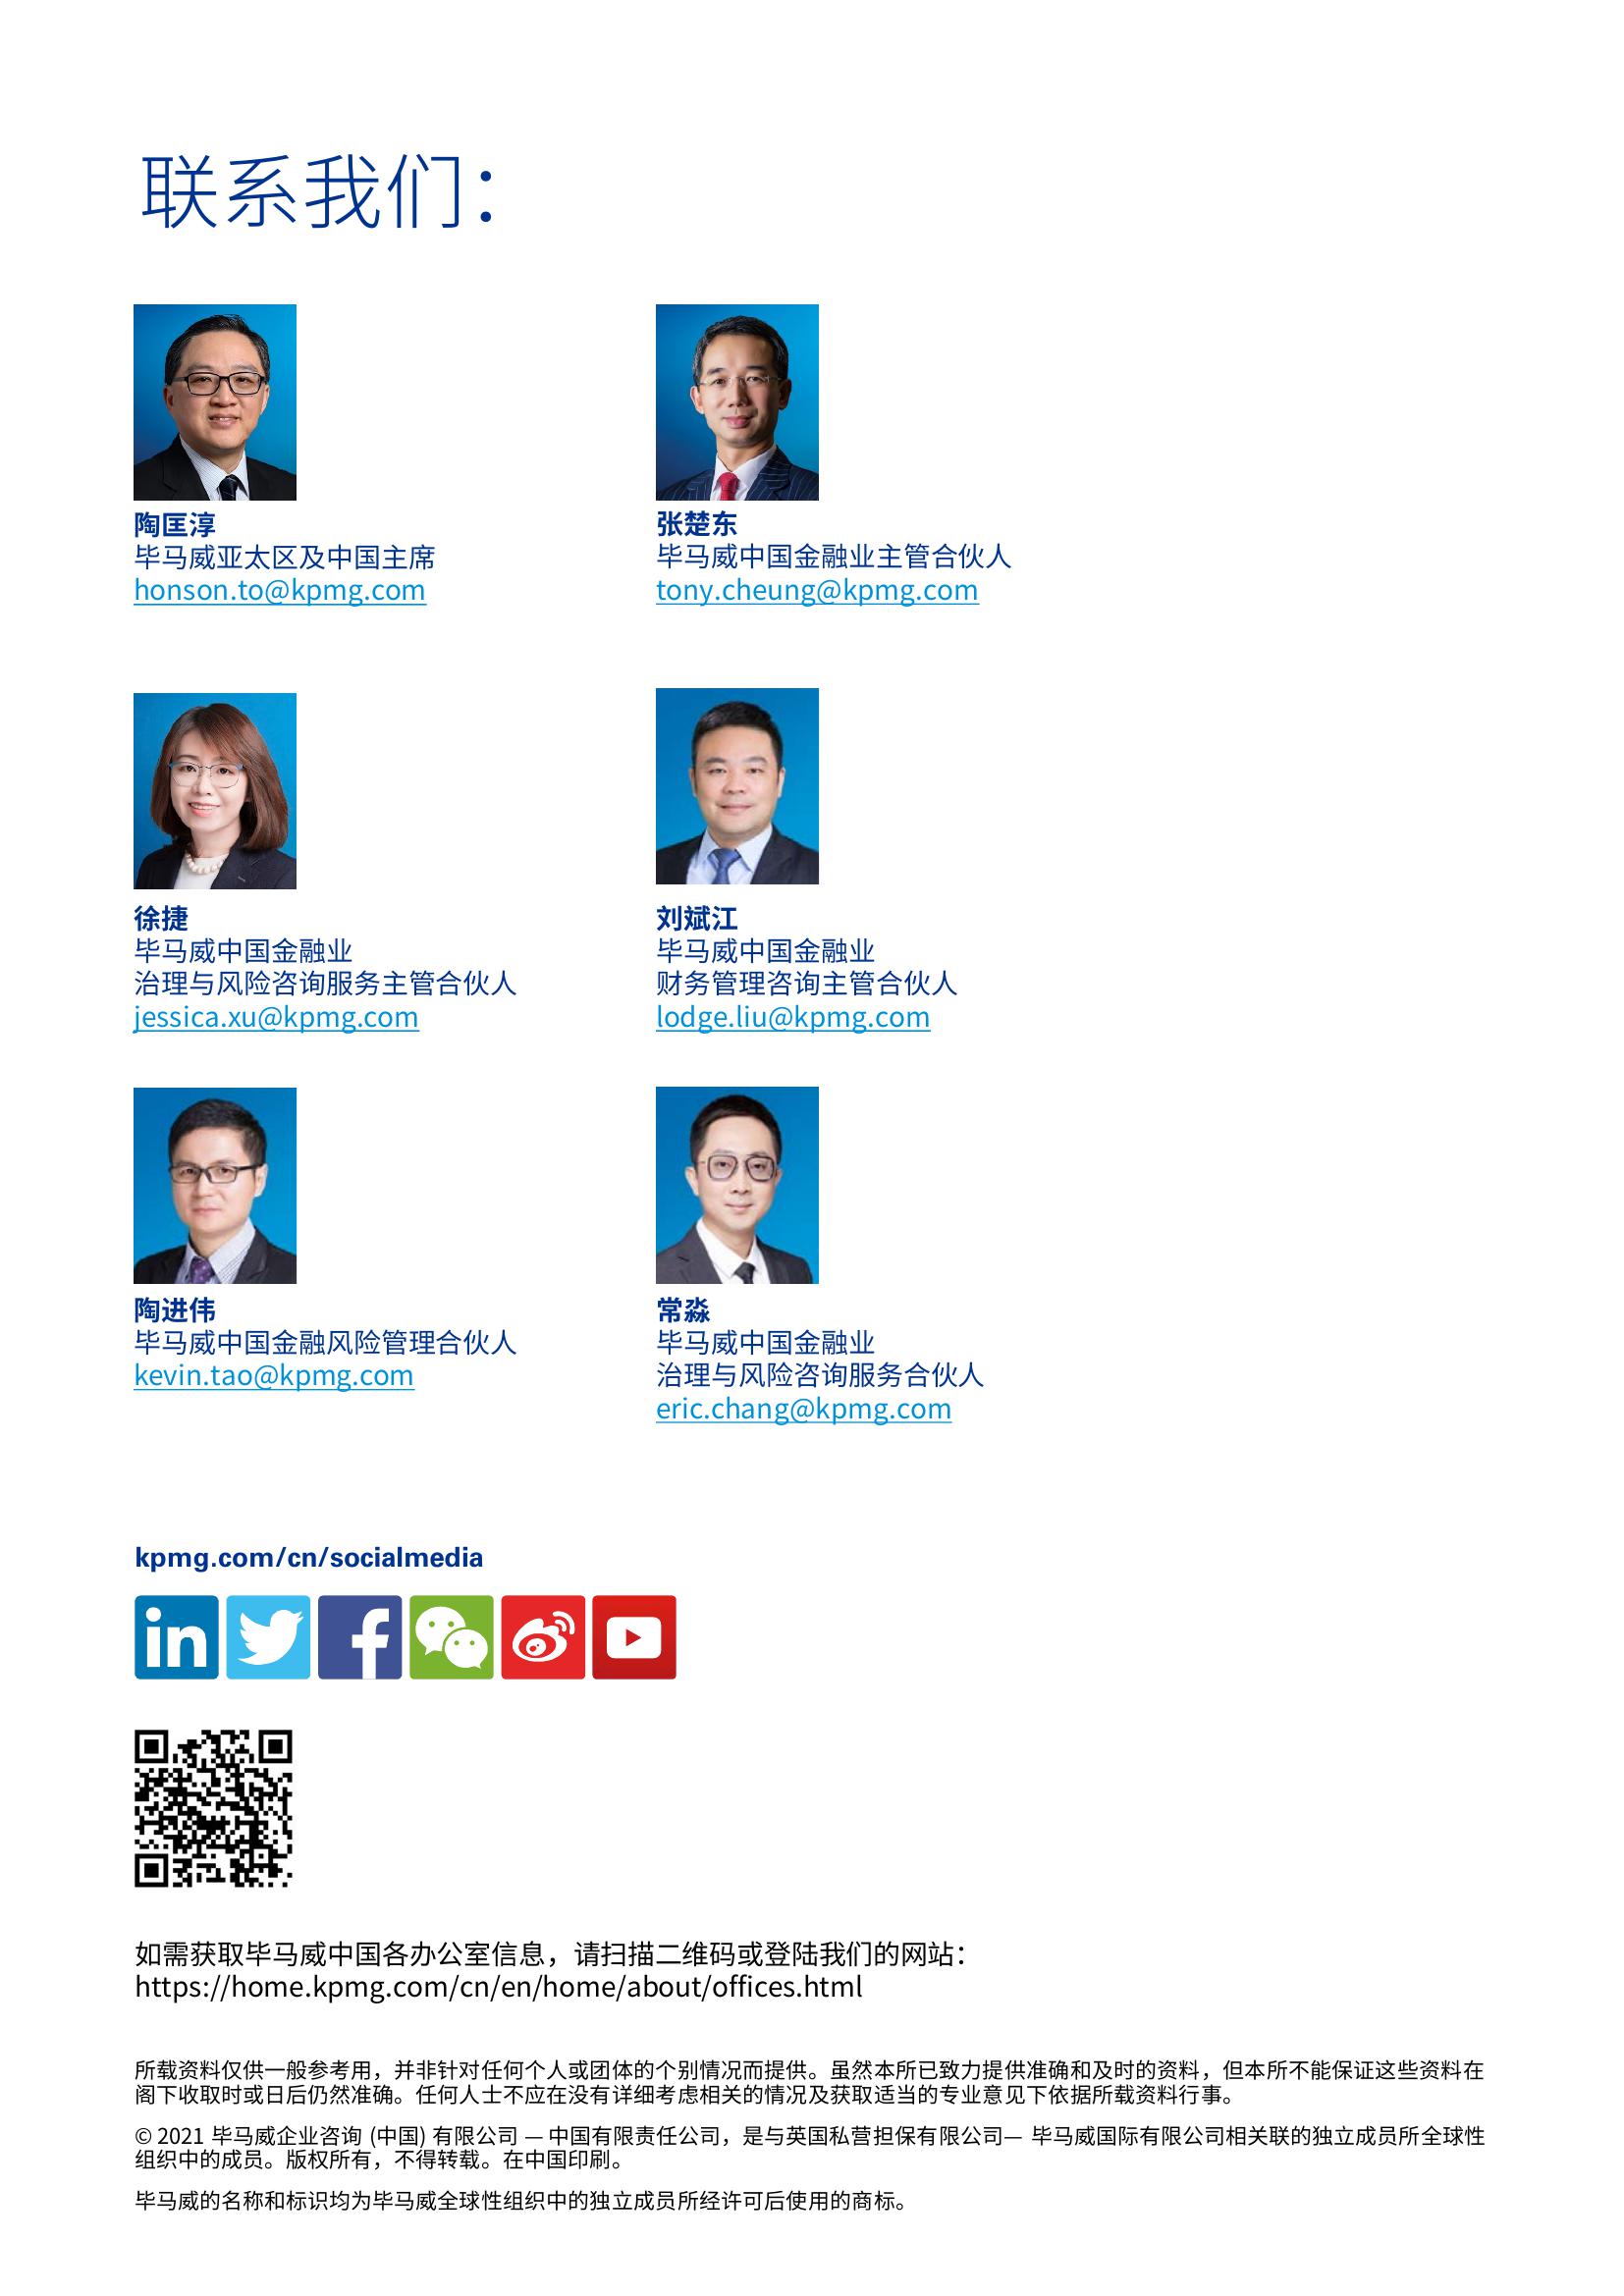 联系我们：
陶匡淳
毕马威亚太区及中国主席
honson.to@kpmg.com
张楚东
毕马威中国金融业主管合伙人
tony.cheung@kpmg.com
徐捷
毕马威中国金融业
治理与风险咨询服务主管合伙人
jessica.xu@kpmg.com
刘斌江
毕马威中国金融业
财务管理咨询主管合伙人
lodge.liu@kpmg.com
陶进伟
毕马威中国金融风险管理合伙人
kevin.tao@kpmg.com
常淼
毕马威中国金融业
治理与风险咨询服务合伙人
eric.chang@kpmg.com
kpmg.com/cn/socialmedia
如需获取毕马威中国各办公室信息，请扫描二维码或登陆我们的网站：
https://home.kpmg.com/cn/en/home/about/offices.html
所载资料仅供一般参考用，并非针对任何个人或团体的个别情况而提供。虽然本所已致力提供准确和及时的资料，但本所不能保证这些资料在
阁下收取时或日后仍然准确。任何人士不应在没有详细考虑相关的情况及获取适当的专业意见下依据所载资料行事。
© 2021 毕马威企业咨询 (中国) 有限公司 — 中国有限责任公司，是与英国私营担保有限公司— 毕马威国际有限公司相关联的独立成员所全球性
组织中的成员。版权所有，不得转载。在中国印刷。
毕马威的名称和标识均为毕马威全球性组织中的独立成员所经许可后使用的商标。